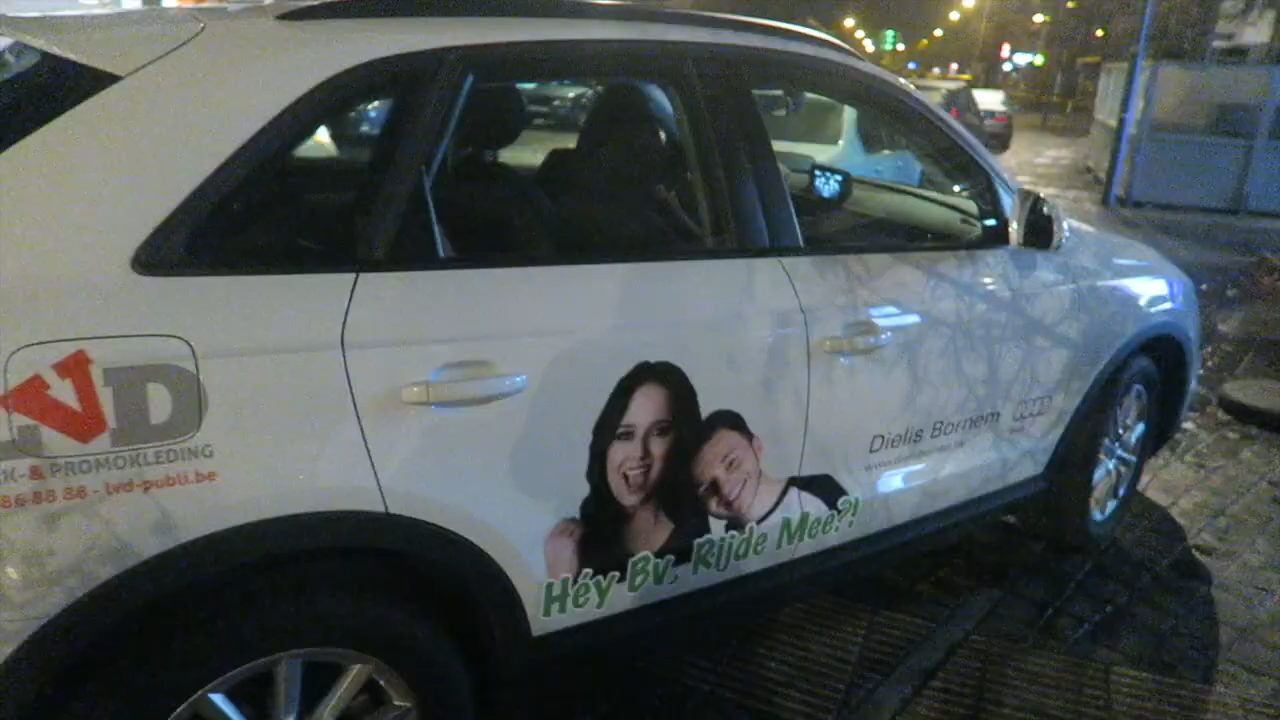 LVD
K-& PROMOKLEDING
86 88 86 - lvd-publi.be
Héy Bv. Rijde Mee?!
Dielis Bornem